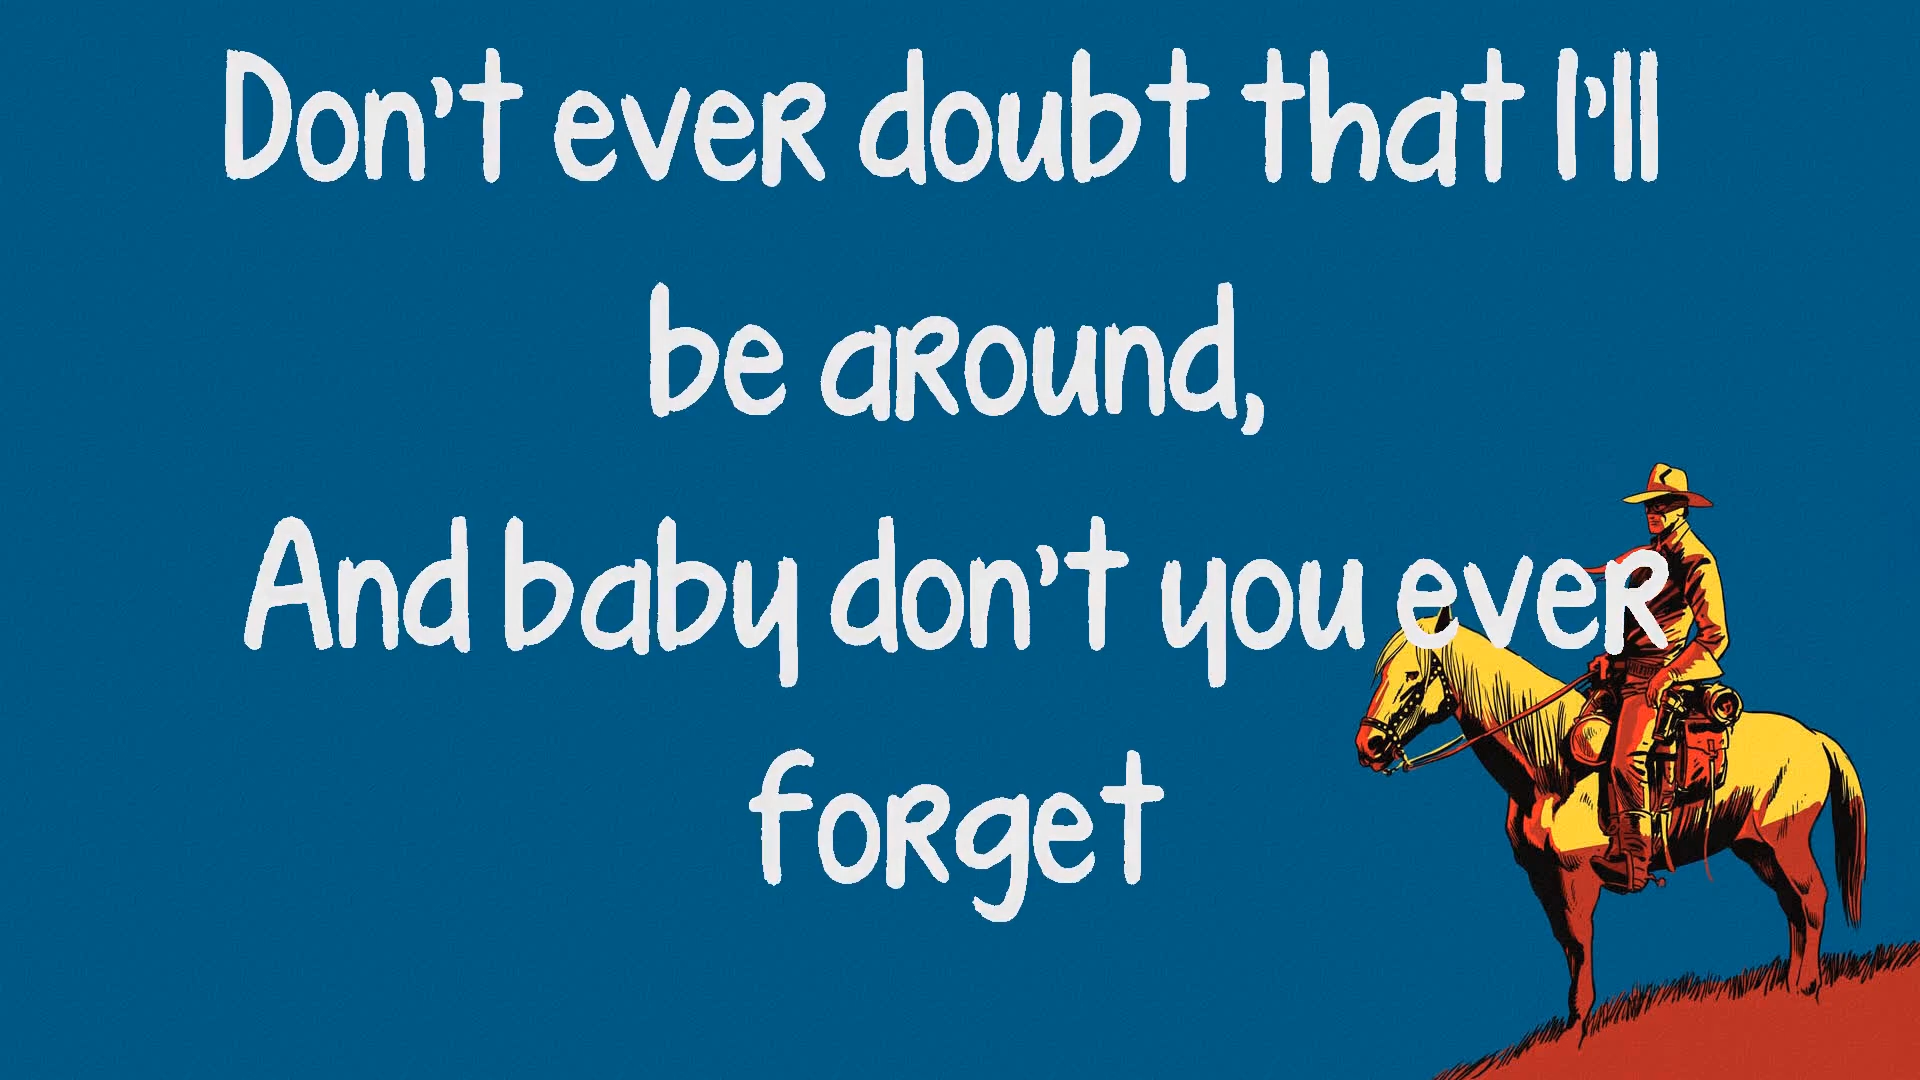 Don't ever doubt that I'll
be around,
And baby don't you ever
forget